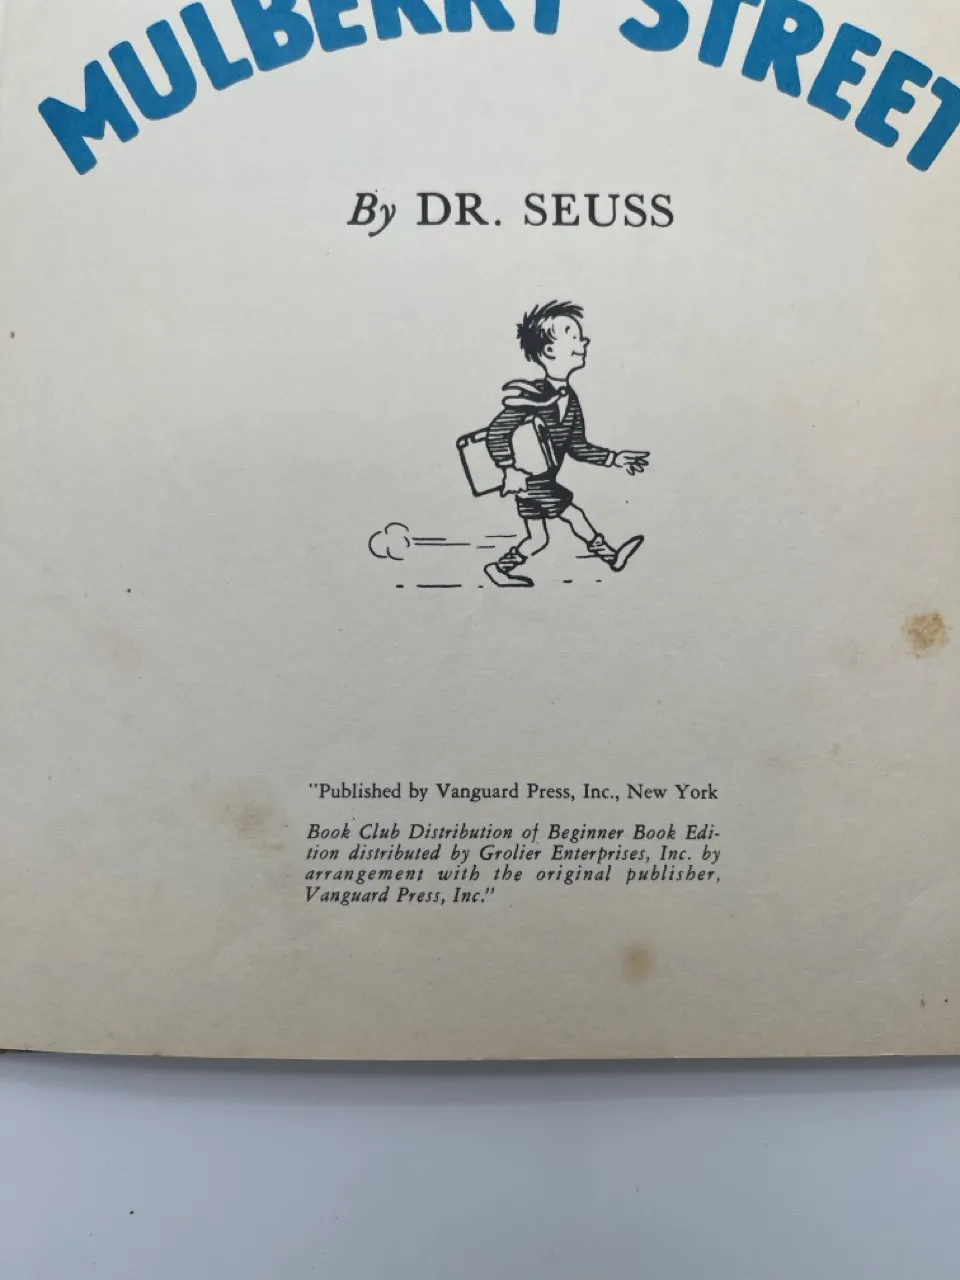 MULBERRY STREET
By DR. SEUSS
"Published by Vanguard Press, Inc., New York
Book Club Distribution of Beginner Book Edi-
tion distributed by Grolier Enterprises, Inc. by
arrangement with the original publisher,
Vanguard Press, Inc."